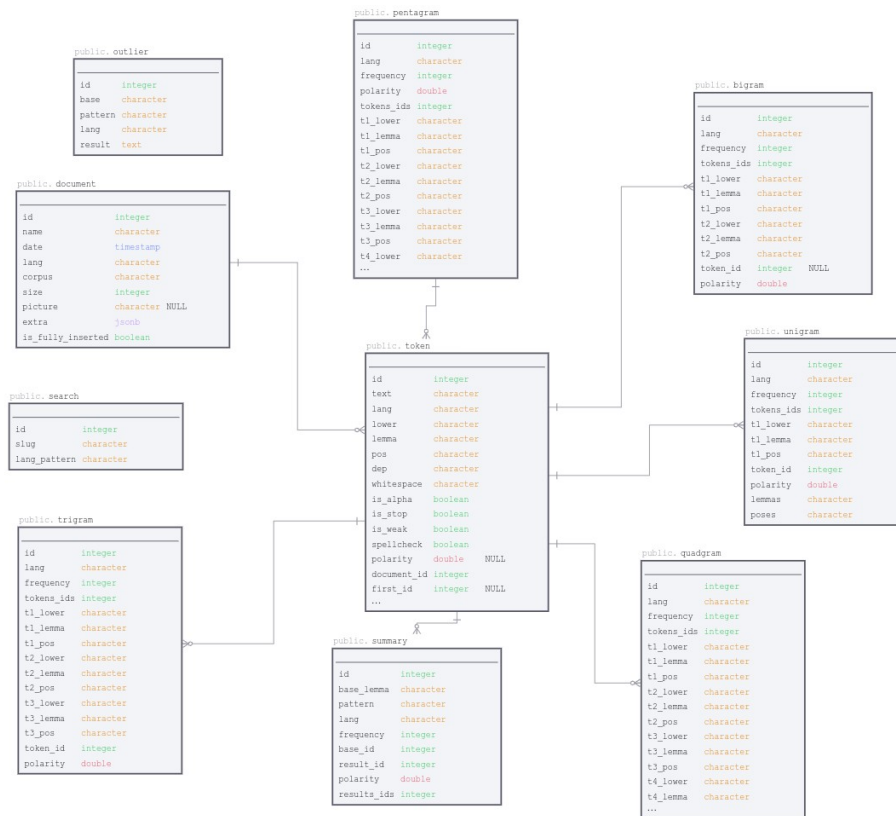 public. pentagram
id integer
lang character
frequency integer
polarity double
tokens_ids integer
t1_lower character
t1_lemma character
t1_pos character
t2_lower character
t2_lemma character
t2_pos character
t3_lower character
t3_lemma character
t3_pos character
t4_lower character
...
public. outlier
id integer
base character
pattern character
lang character
result text
public. bigram
id integer
lang character
frequency integer
tokens_ids integer
t1_lower character
t1_lemma character
t1_pos character
t2_lower character
t2_lemma character
t2_pos character
token_id integer NULL
polarity double
public. document
id integer
name character
date timestamp
lang character
corpus character
size integer
picture character NULL
extra jsonb
is_fully_inserted boolean
public. unigram
id integer
lang character
frequency integer
tokens_ids integer
t1_lower character
t1_lemma character
t1_pos character
token_id integer
polarity double
lemmas character
poses character
public. token
id integer
text character
lang character
lower character
lemma character
pos character
dep character
whitespace character
is_alpha boolean
is_stop boolean
is_weak boolean
spellcheck boolean
polarity double NULL
document_id integer
first_id integer NULL
...
public. search
id integer
slug character
lang_pattern character
public. trigram
id integer
lang character
frequency integer
tokens_ids integer
t1_lower character
t1_lemma character
t1_pos character
t2_lower character
t2_lemma character
t2_pos character
t3_lower character
t3_lemma character
t3_pos character
token_id integer
polarity double
public. quadgram
id integer
lang character
frequency integer
tokens_ids integer
t1_lower character
t1_lemma character
t1_pos character
t2_lower character
t2_lemma character
t2_pos character
t3_lower character
t3_lemma character
t3_pos character
t4_lower character
t4_lemma character
...
public. summary
id integer
base_lemma character
pattern character
lang character
frequency integer
base_id integer
result_id integer
polarity double
results_ids integer